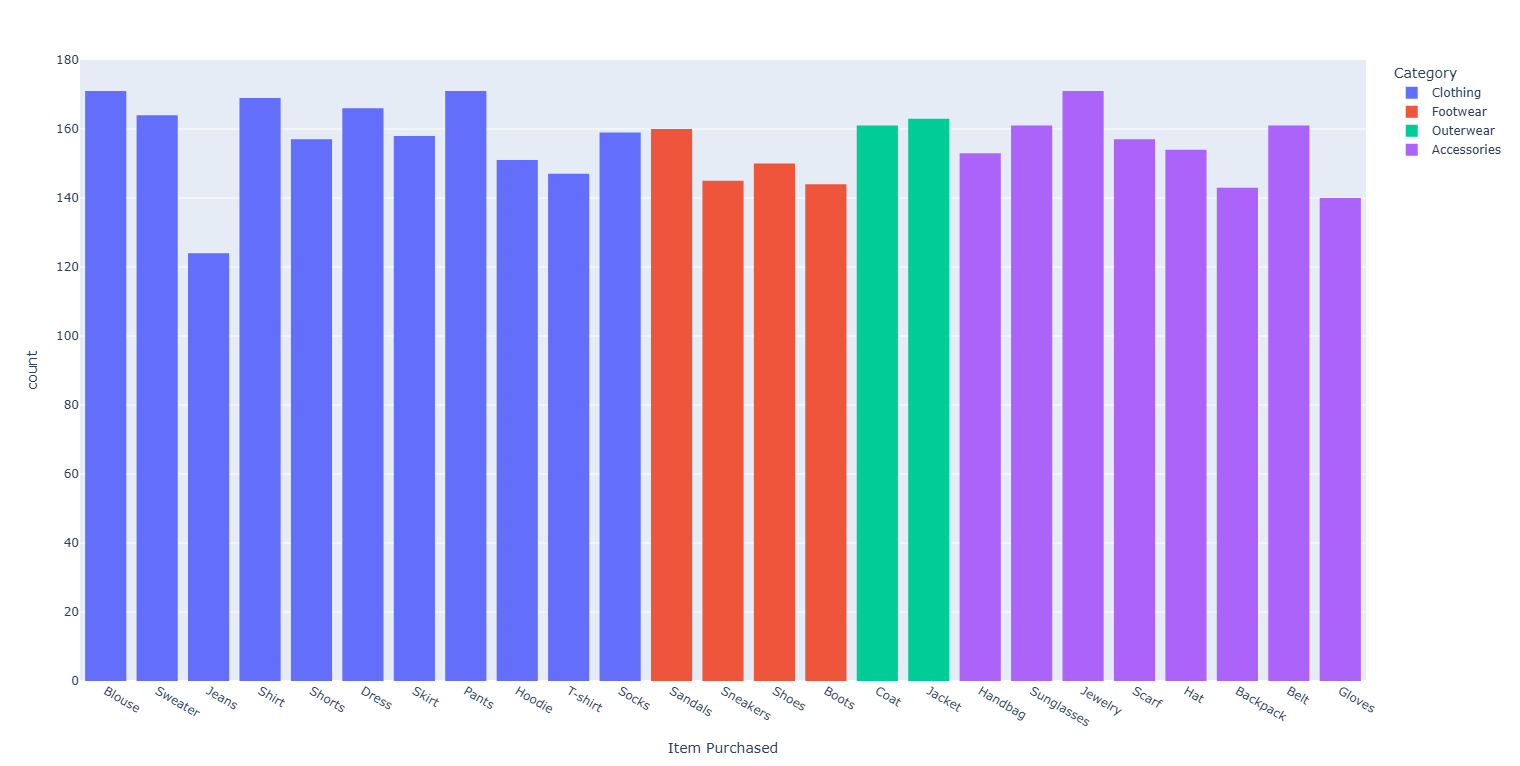 180
160
140
120
100
80
60
40
20
0
count
Blouse
Sweater
Jeans
Shirt
Shorts
Dress
Skirt
Pants
Hoodie
T-shirt
Socks
Sandals
Sneakers
Shoes
Boots
Coat
Jacket
Handbag
Sunglasses
Jewelry
Scarf
Hat
Backpack
Belt
Gloves
Item Purchased
Category
Clothing
Footwear
Outerwear
Accessories